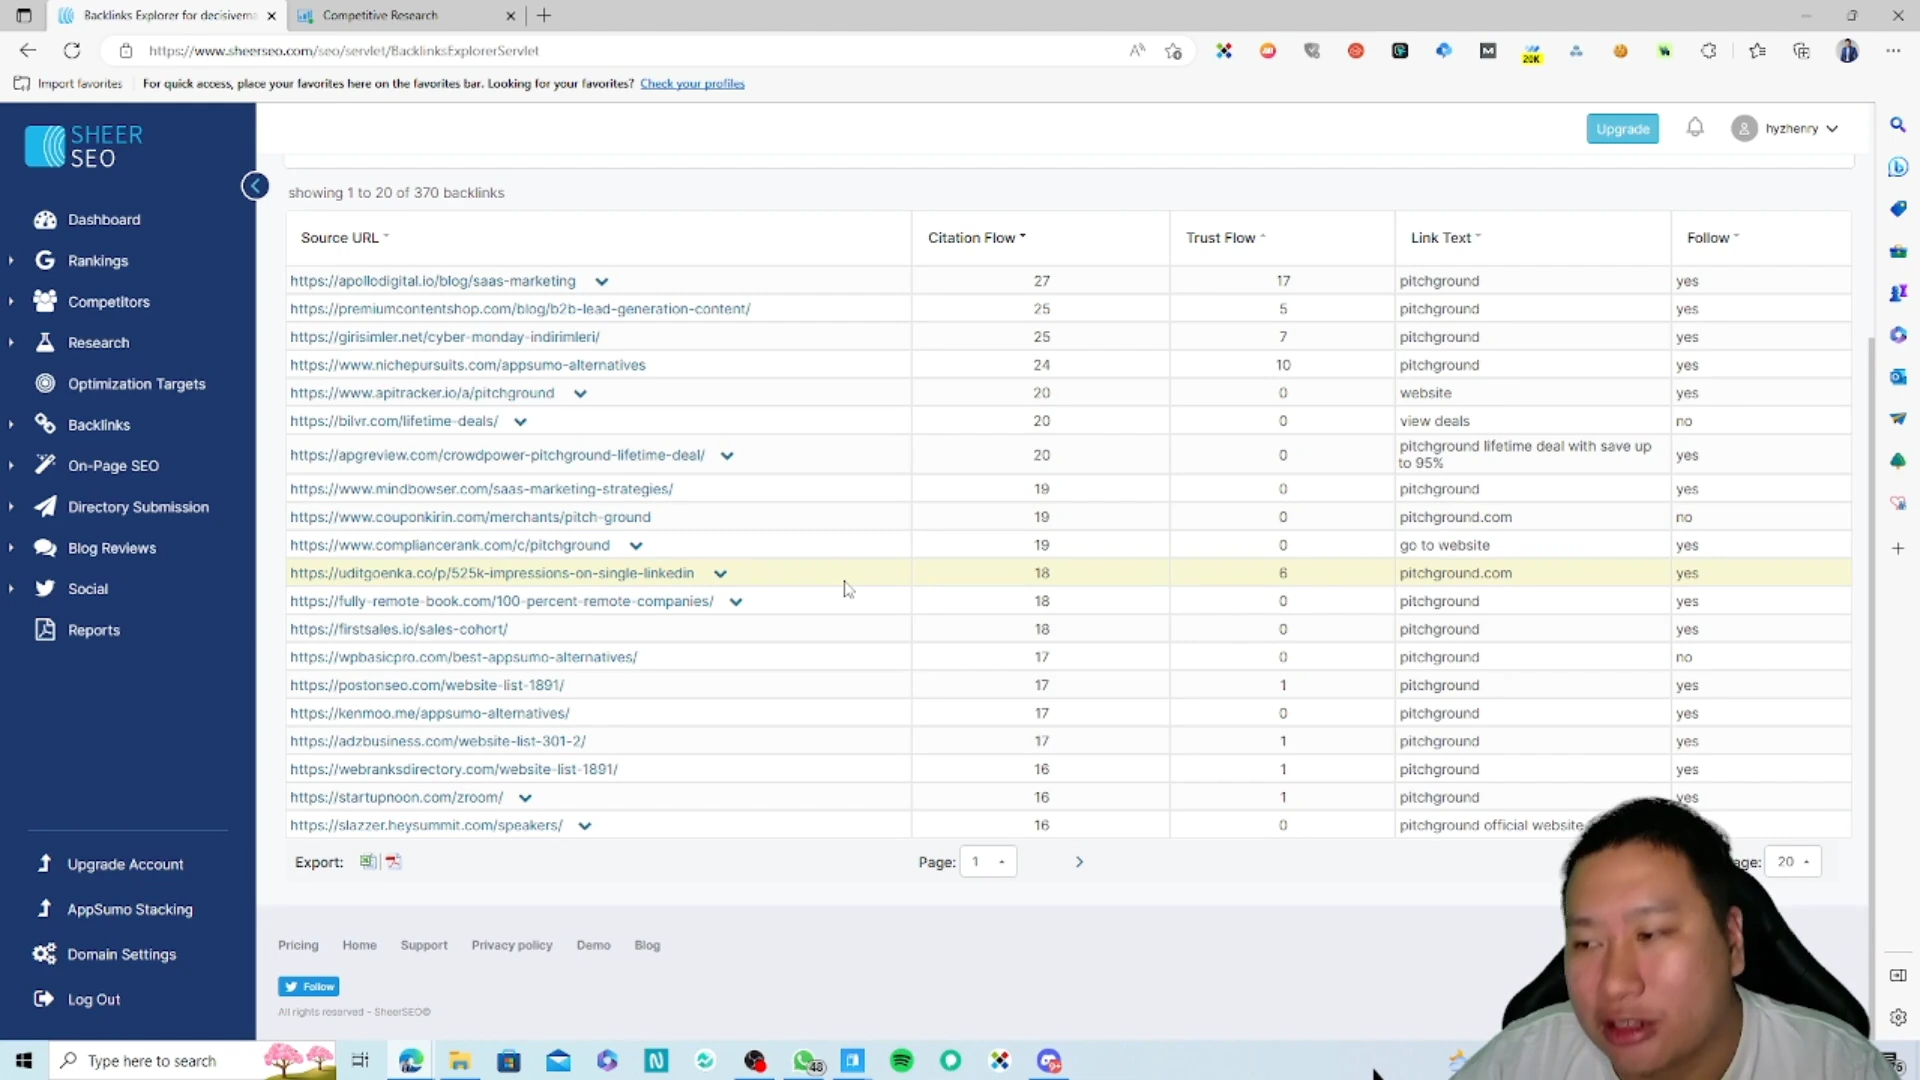 Backlinks Explorer for decisivema
Competitive Research
https://www.sheerseo.com/seo/servlet/BacklinksExplorerServlet
20K
Import favorites
For quick access, place your favorites here on the favorites bar. Looking for your favorites? Check your profiles
SHEER
SEO
Upgrade
hyzhenry
Dashboard
Rankings
Competitors
Research
Optimization Targets
Backlinks
On-Page SEO
Directory Submission
Blog Reviews
Social
Reports
Upgrade Account
AppSumo Stacking
Domain Settings
Log Out
showing 1 to 20 of 370 backlinks
Source URL Citation Flow Trust Flow Link Text Follow
https://apollodigital.io/blog/saas-marketing 27 17 pitchground yes
https://premiumcontentshop.com/blog/b2b-lead-generation-content/ 25 5 pitchground yes
https://girisimler.net/cyber-monday-indirimleri/ 25 7 pitchground yes
https://www.nichepursuits.com/appsumo-alternatives 24 10 pitchground yes
https://www.apitracker.io/a/pitchground 20 0 website yes
https://bilvr.com/lifetime-deals/ 20 0 view deals no
https://apgreview.com/crowdpower-pitchground-lifetime-deal/ 20 0 pitchground lifetime deal with save up to 95% yes
https://www.mindbowser.com/saas-marketing-strategies/ 19 0 pitchground yes
https://www.couponkirin.com/merchants/pitch-ground 19 0 pitchground.com no
https://www.compliancerank.com/c/pitchground 19 0 go to website yes
https://uditgoenka.co/p/525k-impressions-on-single-linkedin 18 6 pitchground.com yes
https://fully-remote-book.com/100-percent-remote-companies/ 18 0 pitchground yes
https://firstsales.io/sales-cohort/ 18 0 pitchground yes
https://wpbasicpro.com/best-appsumo-alternatives/ 17 0 pitchground no
https://postonseo.com/website-list-1891/ 17 1 pitchground yes
https://kenmoo.me/appsumo-alternatives/ 17 0 pitchground yes
https://adzbusiness.com/website-list-301-2/ 17 1 pitchground yes
https://webranksdirectory.com/website-list-1891/ 16 1 pitchground yes
https://startupnoon.com/zroom/ 16 1 pitchground yes
https://slazzer.heysummit.com/speakers/ 16 0 pitchground official website
Export: Page: 1 20
Pricing Home Support Privacy policy Demo Blog
Follow
All rights reserved - SheerSEO©
Type here to search
48